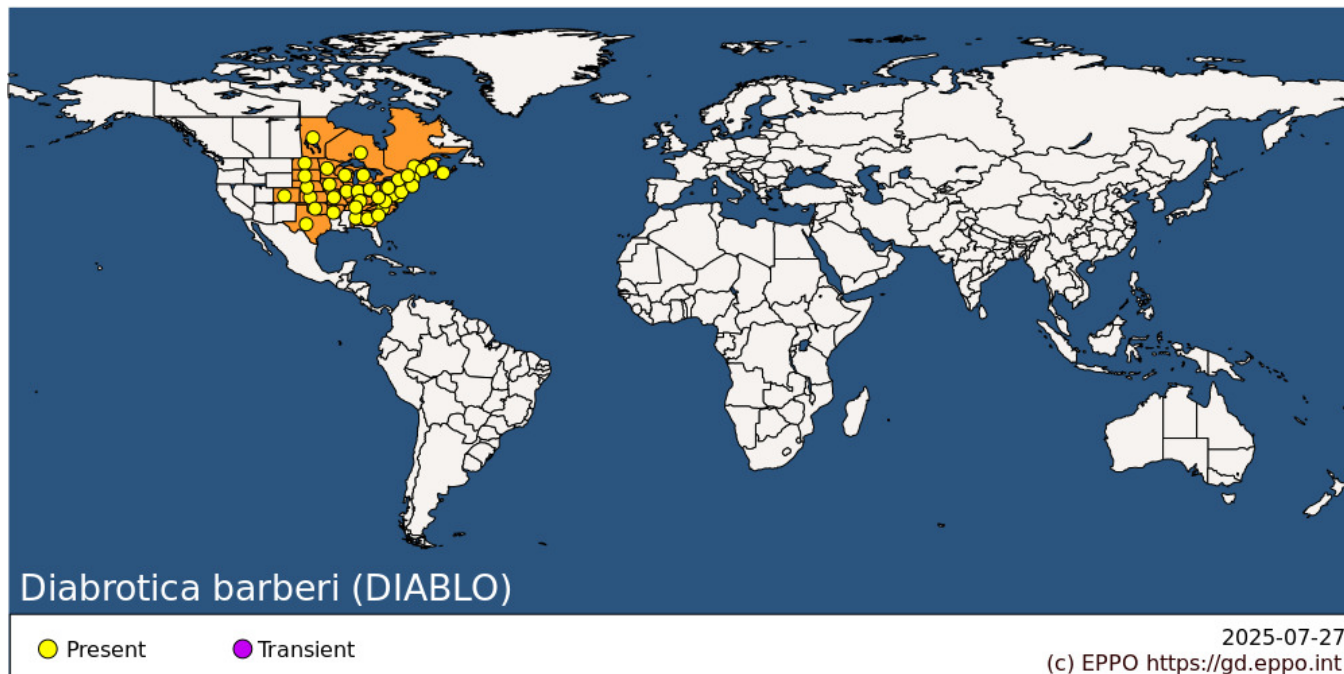 Diabrotica barberi (DIABLO)
Present
Transient
2025-07-27
(c) EPPO https://gd.eppo.int